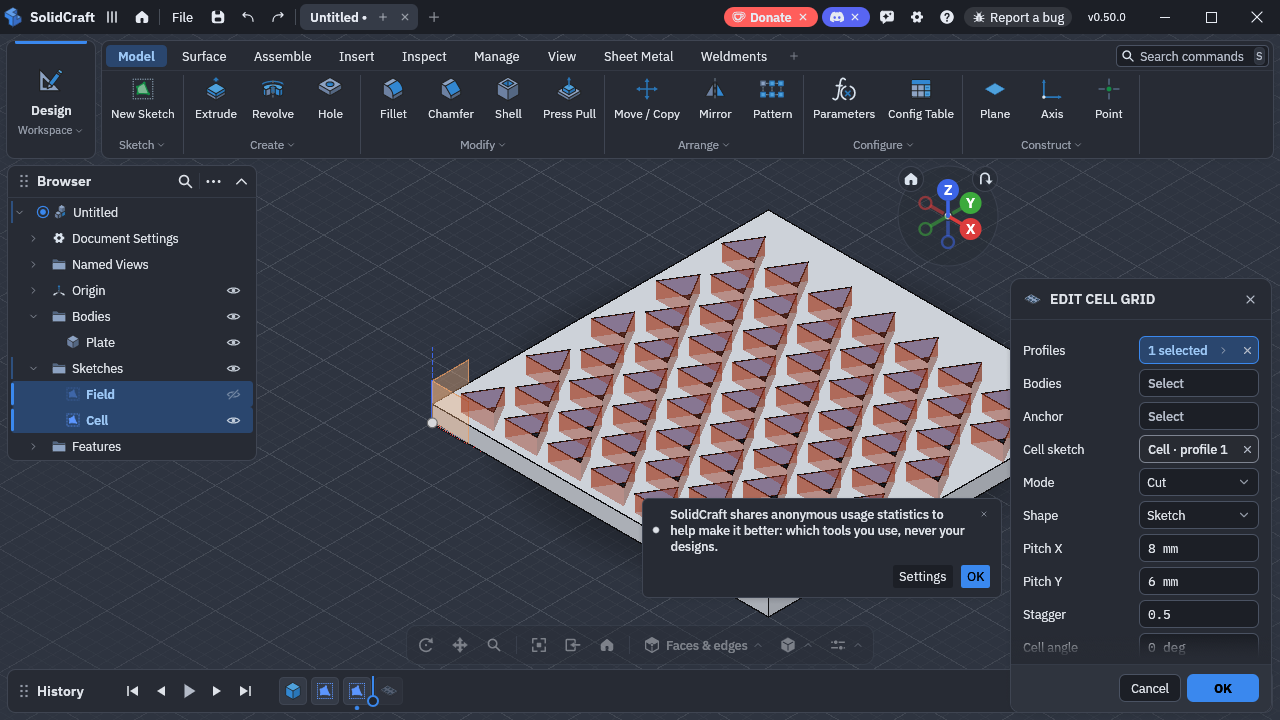 SolidCraft
File
Untitled •
Donate
Report a bug
v0.50.0
Design
Workspace
Model
Surface
Assemble
Insert
Inspect
Manage
View
Sheet Metal
Weldments
Search commands
S
New Sketch
Extrude
Revolve
Hole
Fillet
Chamfer
Shell
Press Pull
Move / Copy
Mirror
Pattern
Parameters
Config Table
Plane
Axis
Point
Sketch
Create
Modify
Arrange
Configure
Construct
Browser
Untitled
Document Settings
Named Views
Origin
Bodies
Plate
Sketches
Field
Cell
Features
Z
Y
X
EDIT CELL GRID
Profiles
1 selected
Bodies
Select
Anchor
Select
Cell sketch
Cell · profile 1
Mode
Cut
Shape
Sketch
Pitch X
8 mm
Pitch Y
6 mm
Stagger
0.5
Cell angle
0 deg
Cancel
OK
SolidCraft shares anonymous usage statistics to
help make it better: which tools you use, never your
designs.
Settings
OK
Faces & edges
History